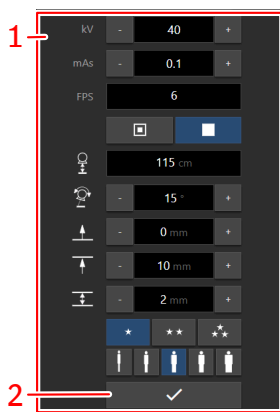 1
kV - 40 +
mAs - 0.1 +
FPS 6
115 cm
- 15 ° +
- 0 mm +
- 10 mm +
- 2 mm +
2